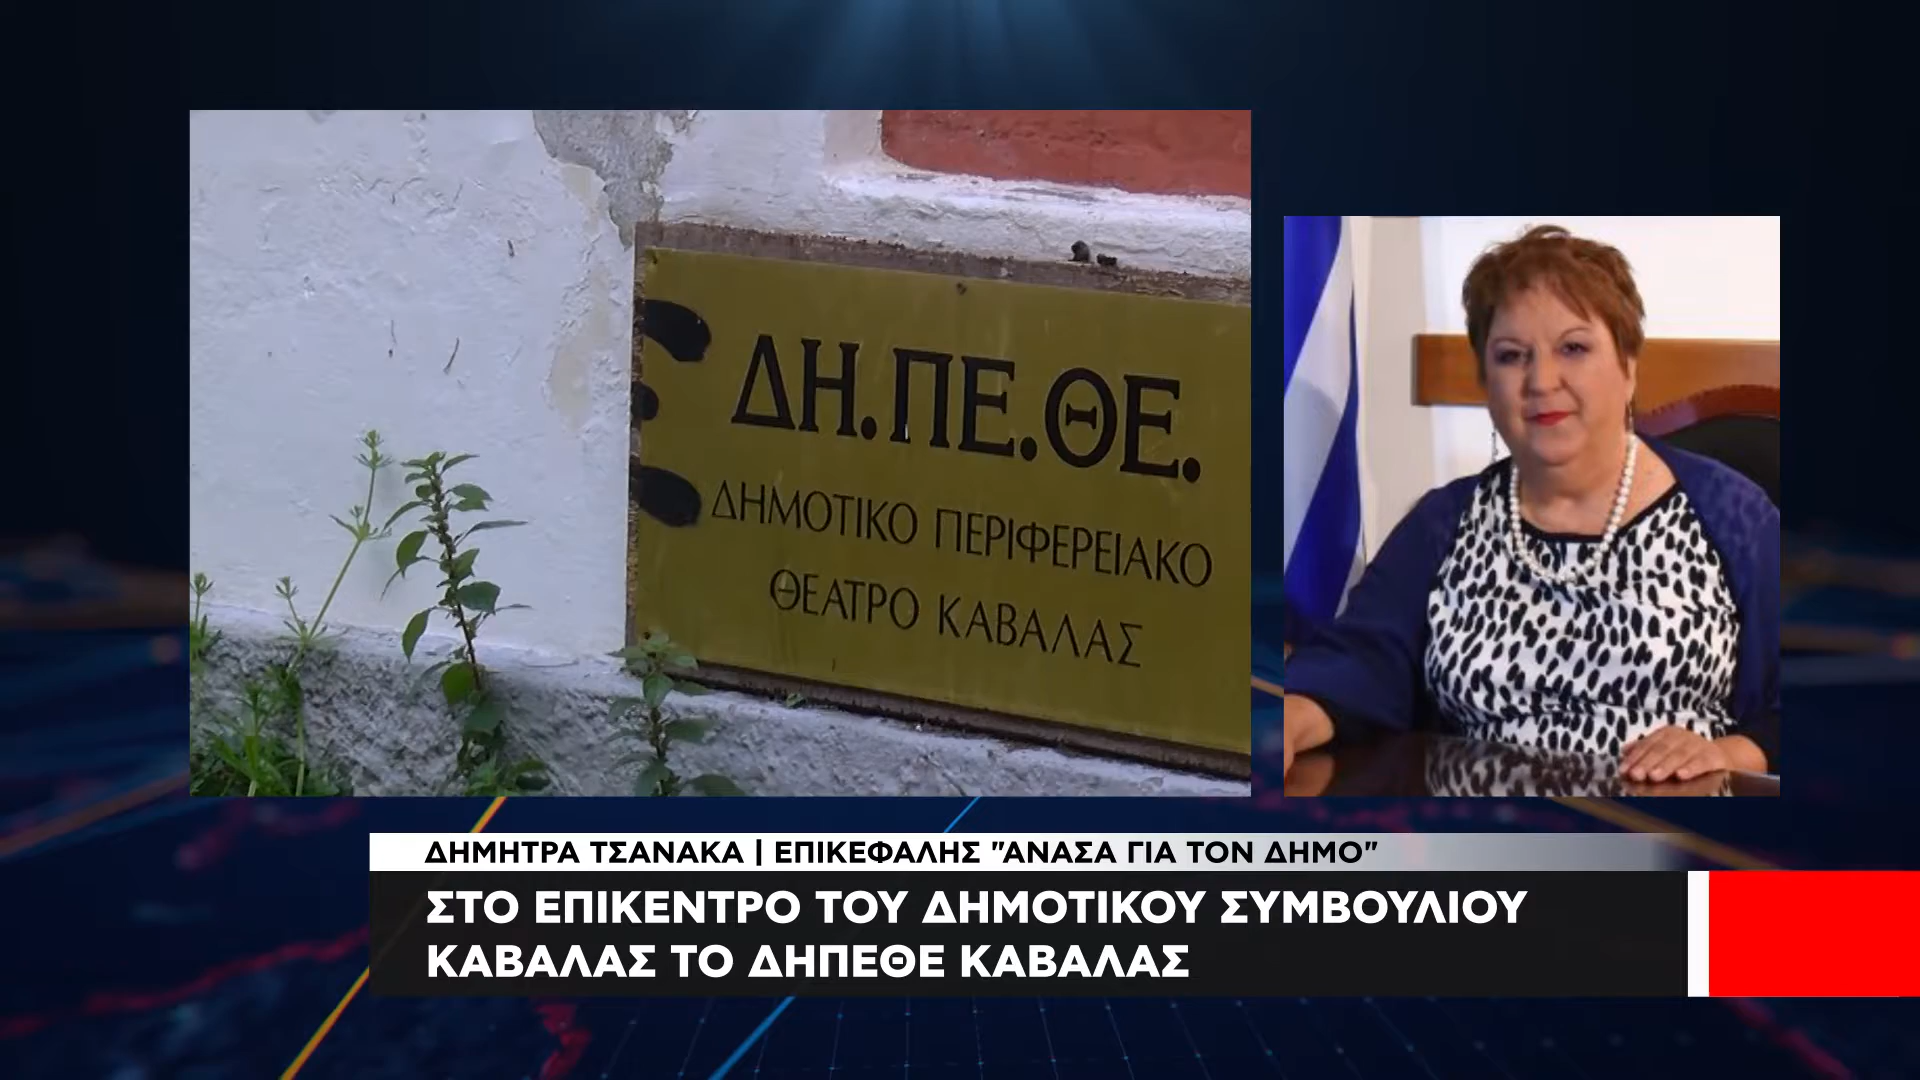 ΔΗ.ΠΕ.ΘΕ.
ΔΗΜΟΤΙΚΟ ΠΕΡΙΦΕΡΕΙΑΚΟ
ΘΕΑΤΡΟ ΚΑΒΑΛΑΣ
ΔΗΜΗΤΡΑ ΤΣΑΝΑΚΑ | ΕΠΙΚΕΦΑΛΗΣ "ΑΝΑΣΑ ΓΙΑ ΤΟΝ ΔΗΜΟ"
ΣΤΟ ΕΠΙΚΕΝΤΡΟ ΤΟΥ ΔΗΜΟΤΙΚΟΥ ΣΥΜΒΟΥΛΙΟΥ
ΚΑΒΑΛΑΣ ΤΟ ΔΗΠΕΘΕ ΚΑΒΑΛΑΣ